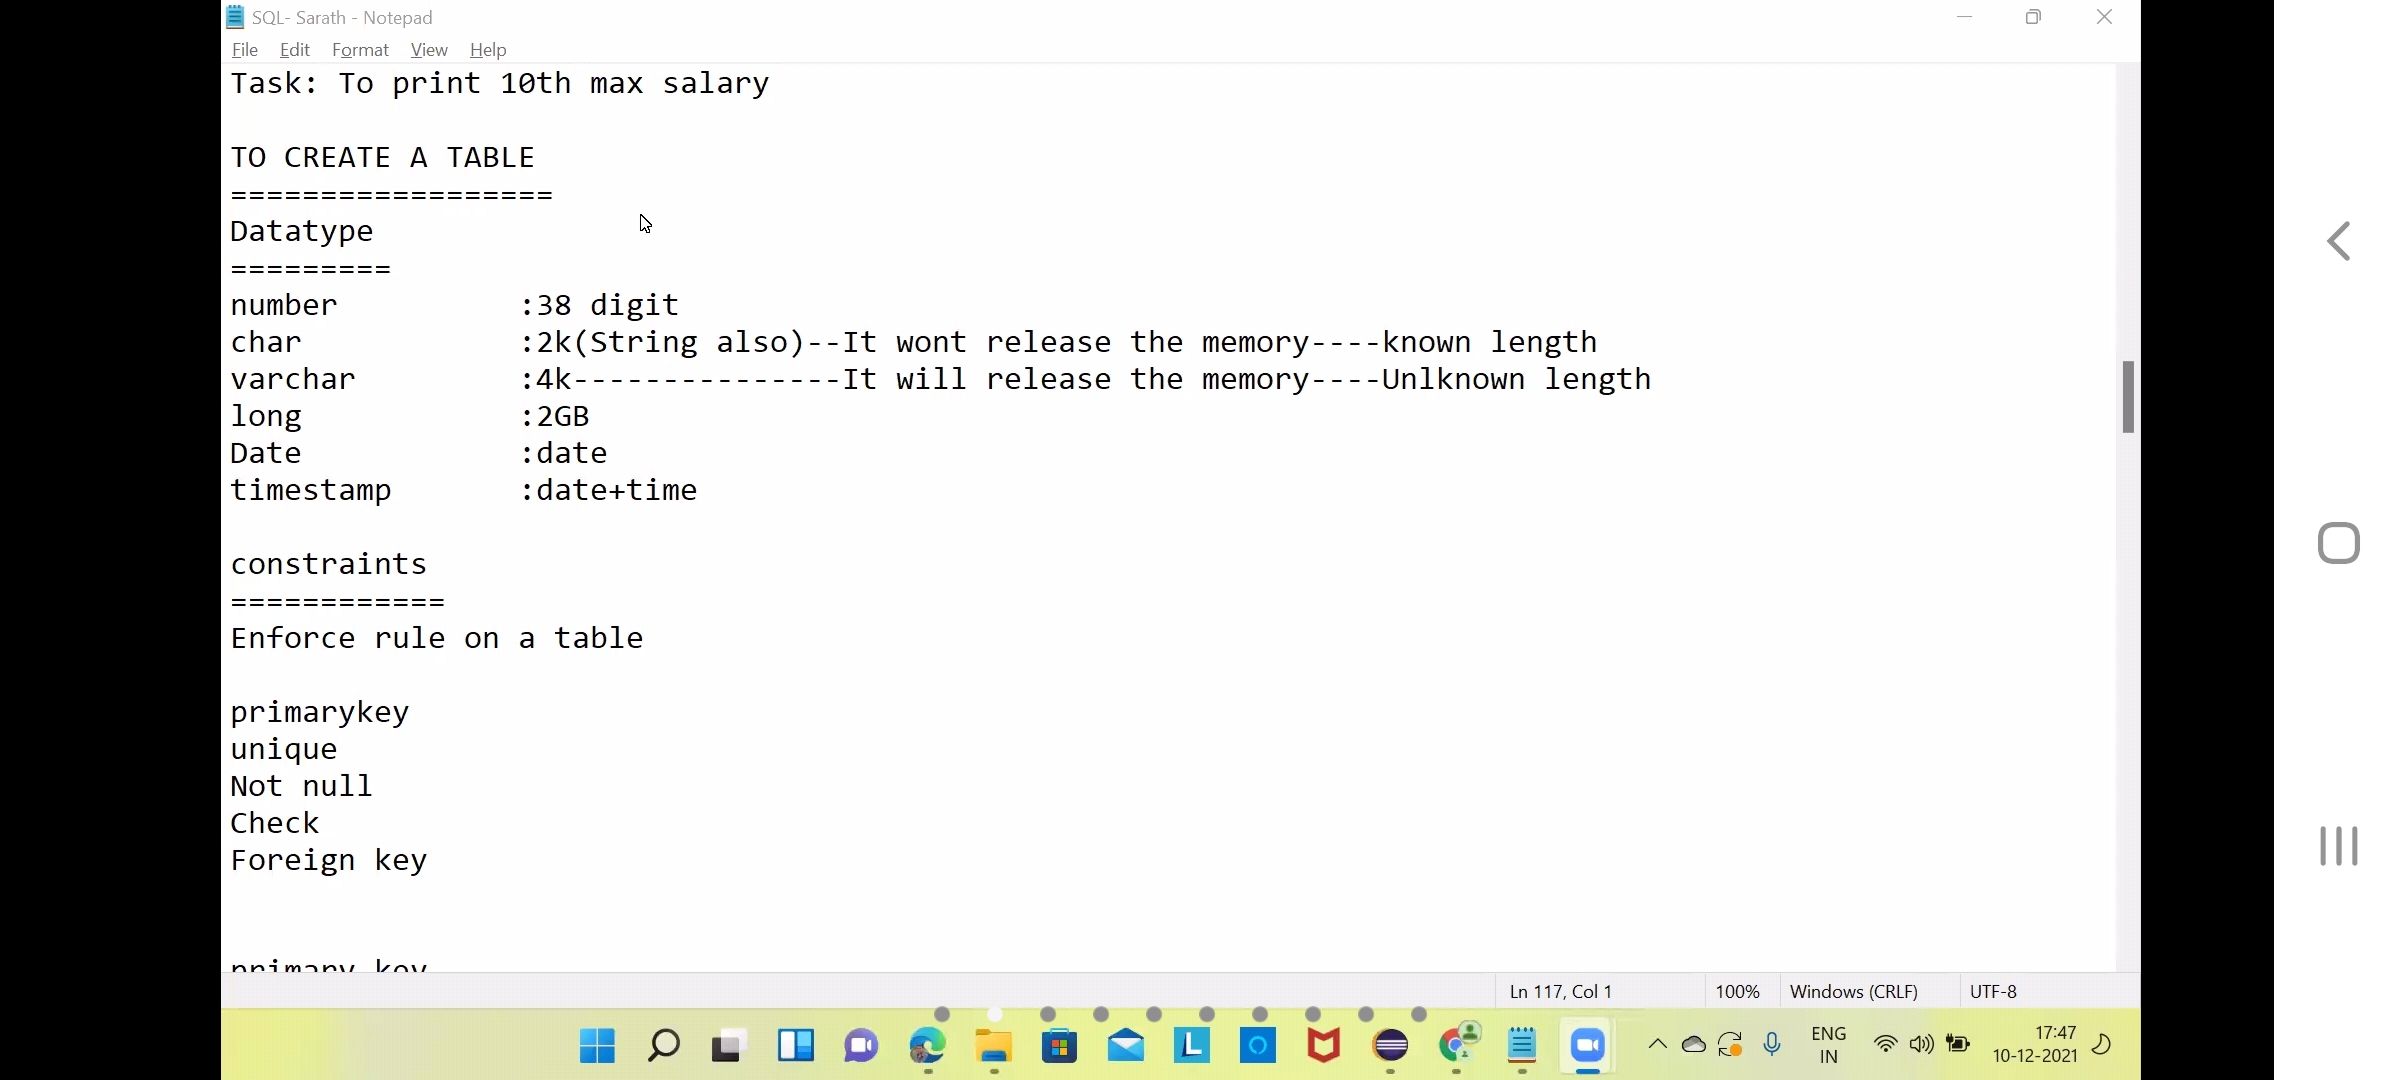 SQL- Sarath - Notepad
File Edit Format View Help
Task: To print 10th max salary
TO CREATE A TABLE
==================
Datatype
=========
number :38 digit
char :2k(String also)--It wont release the memory----known length
varchar :4k---------------It will release the memory----Unlknown length
long :2GB
Date :date
timestamp :date+time
constraints
============
Enforce rule on a table
primarykey
unique
Not null
Check
Foreign key
primary key
Ln 117, Col 1 100% Windows (CRLF) UTF-8
L
ENG
IN
17:47
10-12-2021